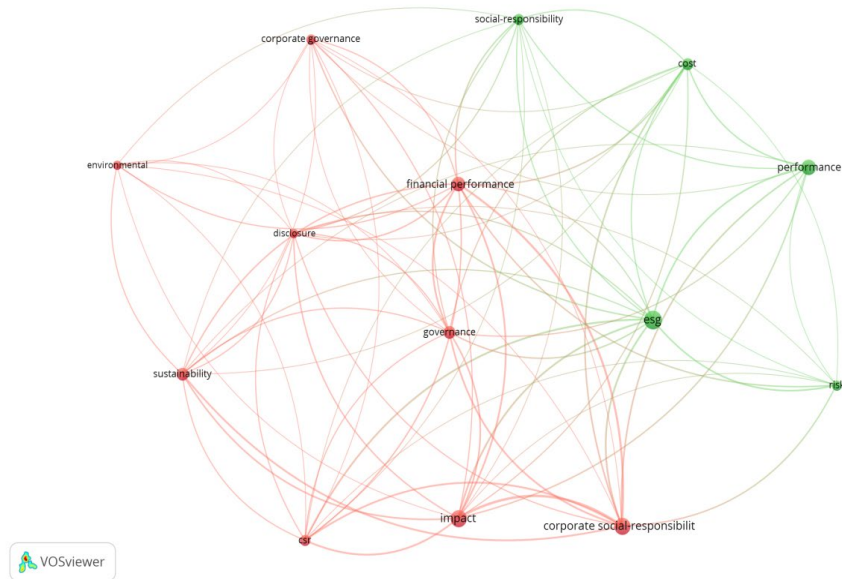 social-responsibility
corporate governance
cost
environmental
performance
financial performance
disclosure
esg
governance
sustainability
risk
impact
corporate social-responsibilit
csr
VOSviewer